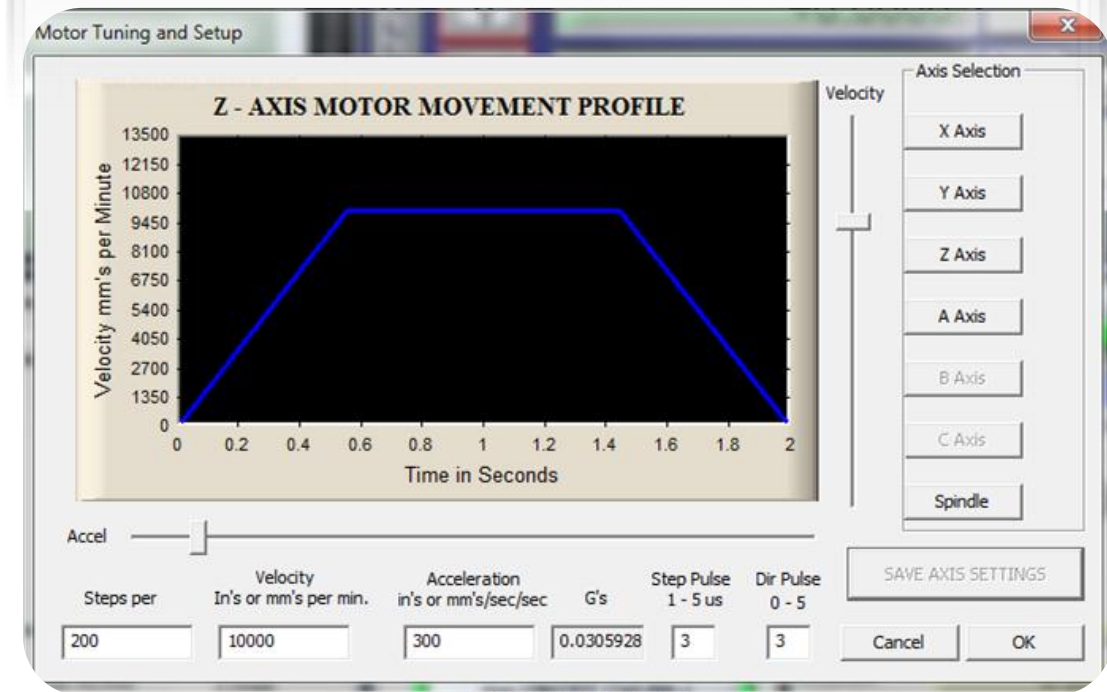 Motor Tuning and Setup
Z - AXIS MOTOR MOVEMENT PROFILE
Velocity mm's per Minute
13500
12150
10800
9450
8100
6750
5400
4050
2700
1350
0
0 0.2 0.4 0.6 0.8 1 1.2 1.4 1.6 1.8 2
Time in Seconds
Velocity
Axis Selection
X Axis
Y Axis
Z Axis
A Axis
B Axis
C Axis
Spindle
Accel
Steps per
200
Velocity
In's or mm's per min.
10000
Acceleration
in's or mm's/sec/sec
300
G's
0.0305928
Step Pulse
1 - 5 us
3
Dir Pulse
0 - 5
3
SAVE AXIS SETTINGS
Cancel OK